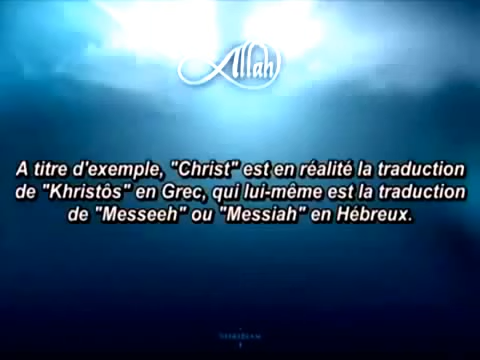 Allah
A titre d'exemple, "Christ" est en réalité la traduction
de "Khristôs" en Grec, qui lui-même est la traduction
de "Messeeh" ou "Messiah" en Hébreux.